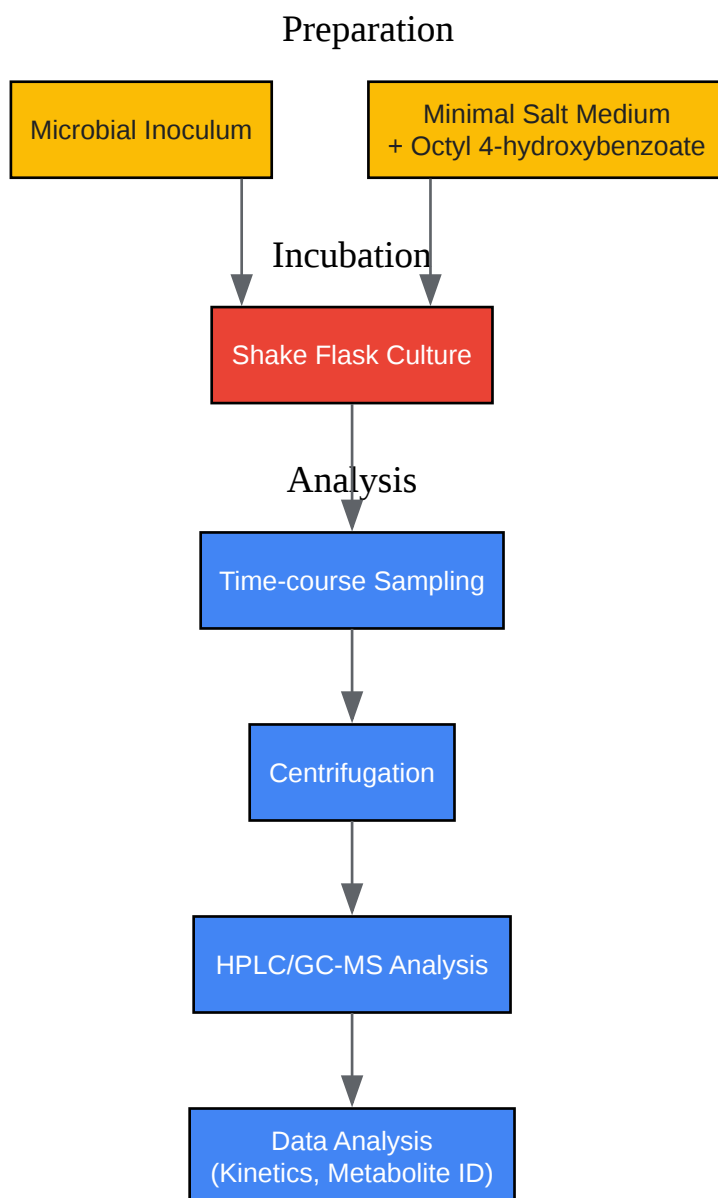 Preparation
Microbial Inoculum
Minimal Salt Medium
+ Octyl 4-hydroxybenzoate
Incubation
Shake Flask Culture
Analysis
Time-course Sampling
Centrifugation
HPLC/GC-MS Analysis
Data Analysis
(Kinetics, Metabolite ID)